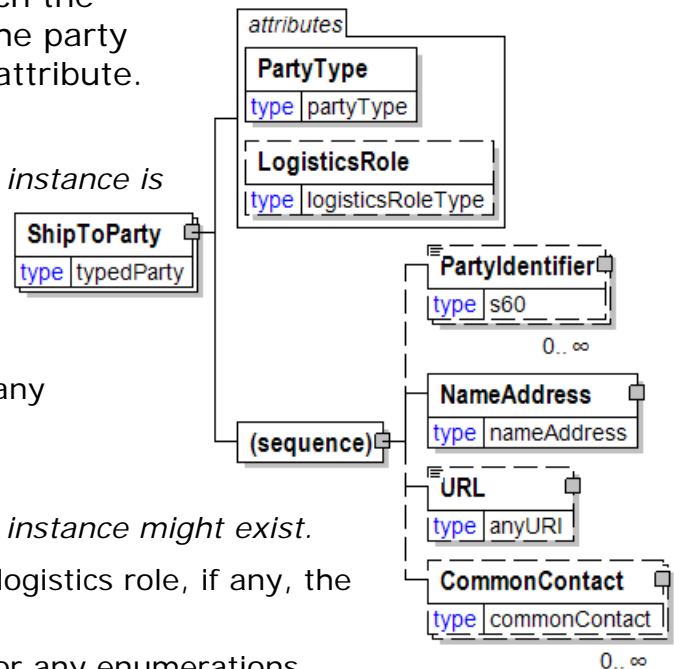 ch the
ne party
attribute.
instance is
any
instance might exist.
logistics role, if any, the
or any enumerations
attributes
PartyType
type partyType
LogisticsRole
type logisticsRoleType
ShipToParty
type typedParty
(sequence)
PartyIdentifier
type s60
0.. ∞
NameAddress
type nameAddress
URL
type anyURI
CommonContact
type commonContact
0.. ∞